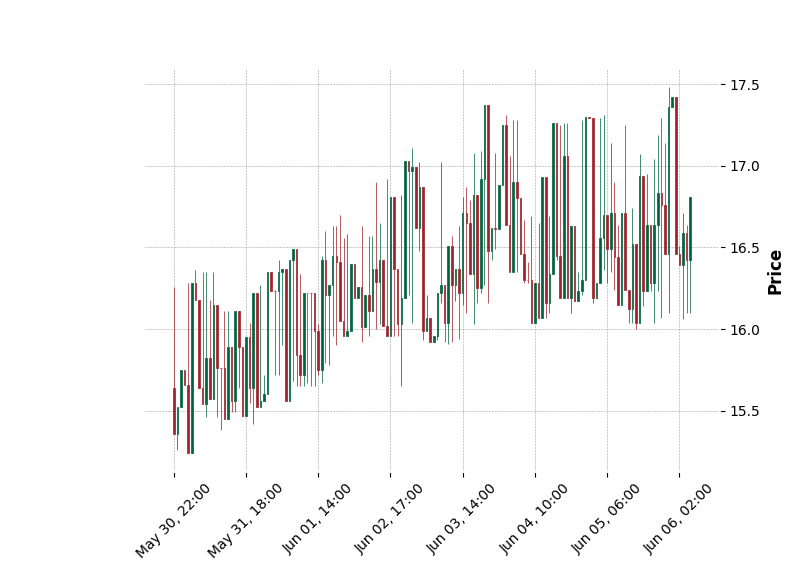 17.5
17.0
16.5
16.0
15.5
Price
May 30, 22:00
May 31, 18:00
Jun 01, 14:00
Jun 02, 17:00
Jun 03, 14:00
Jun 04, 10:00
Jun 05, 06:00
Jun 06, 02:00